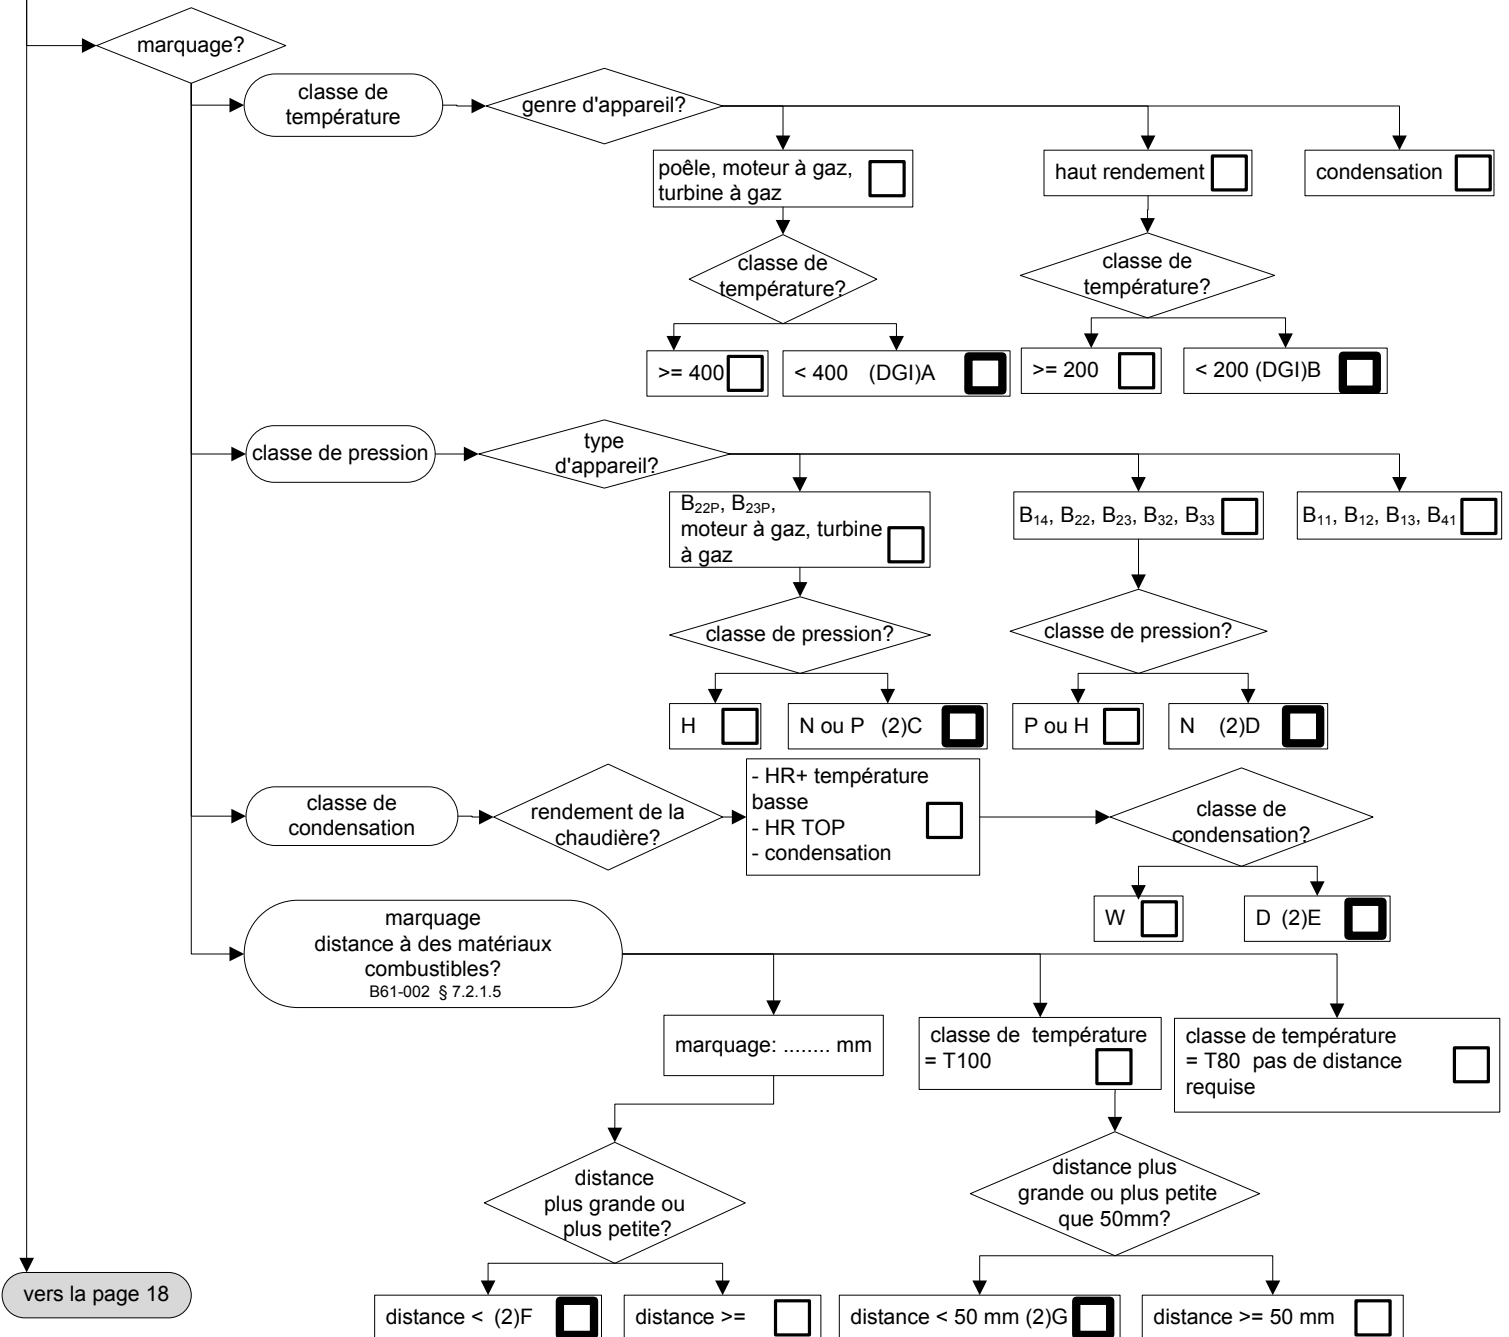 marquage?
classe de
température
genre d'appareil?
poêle, moteur à gaz,
turbine à gaz
haut rendement
condensation
classe de
température?
classe de
température?
>= 400
< 400 (DGI)A
>= 200
< 200 (DGI)B
classe de pression
type
d'appareil?
B22P, B23P,
moteur à gaz, turbine
à gaz
B14, B22, B23, B32, B33
B11, B12, B13, B41
classe de pression?
classe de pression?
H
N ou P (2)C
P ou H
N (2)D
classe de
condensation
rendement de la
chaudière?
- HR+ température
basse
- HR TOP
- condensation
classe de
condensation?
W
D (2)E
marquage
distance à des matériaux
combustibles?
B61-002 § 7.2.1.5
marquage: ........ mm
classe de température
= T100
classe de température
= T80 pas de distance
requise
distance
plus grande ou
plus petite?
distance plus
grande ou plus petite
que 50mm?
vers la page 18
distance < (2)F
distance >=
distance < 50 mm (2)G
distance >= 50 mm